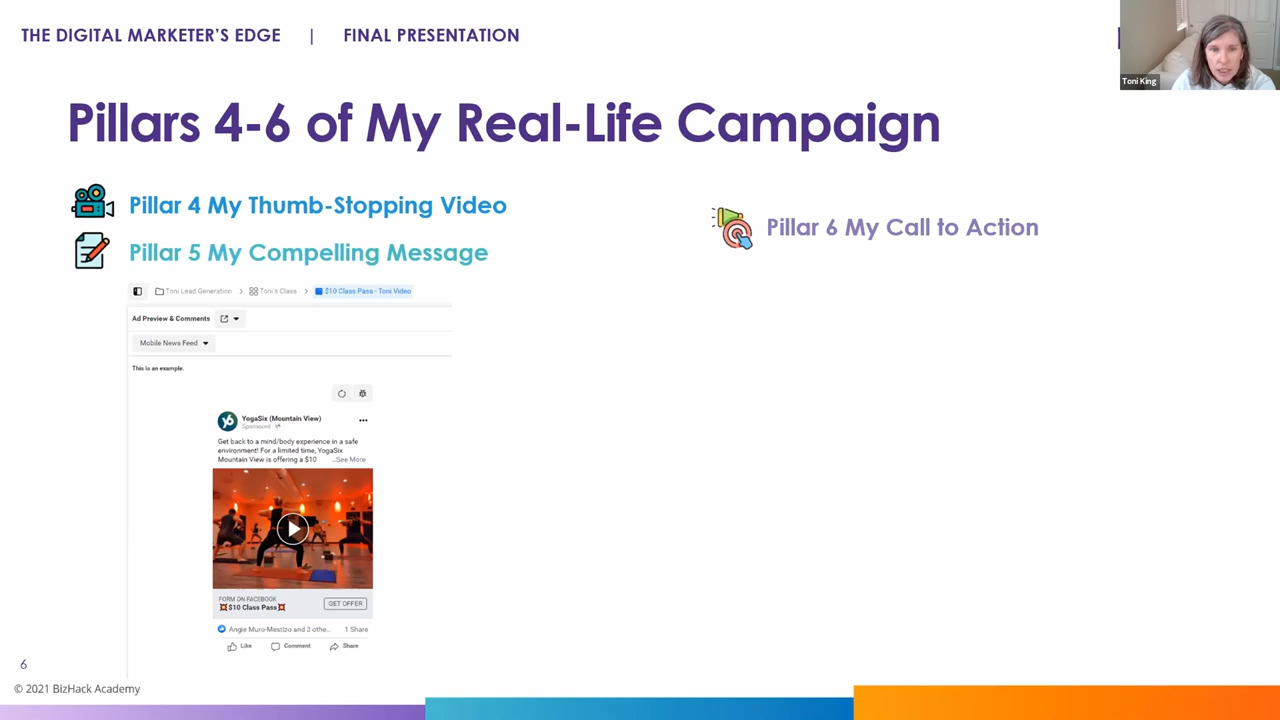 THE DIGITAL MARKETER'S EDGE | FINAL PRESENTATION
Toni King
Pillars 4-6 of My Real-Life Campaign
Pillar 4 My Thumb-Stopping Video
Pillar 5 My Compelling Message
Pillar 6 My Call to Action
Toni Lead Generation > Toni's Class > $10 Class Pass - Toni Video
Ad Preview & Comments
Mobile News Feed
This is an example.
y6
YogaSix (Mountain View)
Sponsored
Get back to a mind/body experience in a safe
environment! For a limited time, YogaSix
Mountain View is offering a $10 ...See More
FORM ON FACEBOOK
💥$10 Class Pass💥
GET OFFER
Angie Muro-Mestizo and 3 othe... 1 Share
Like Comment Share
6
© 2021 BizHack Academy